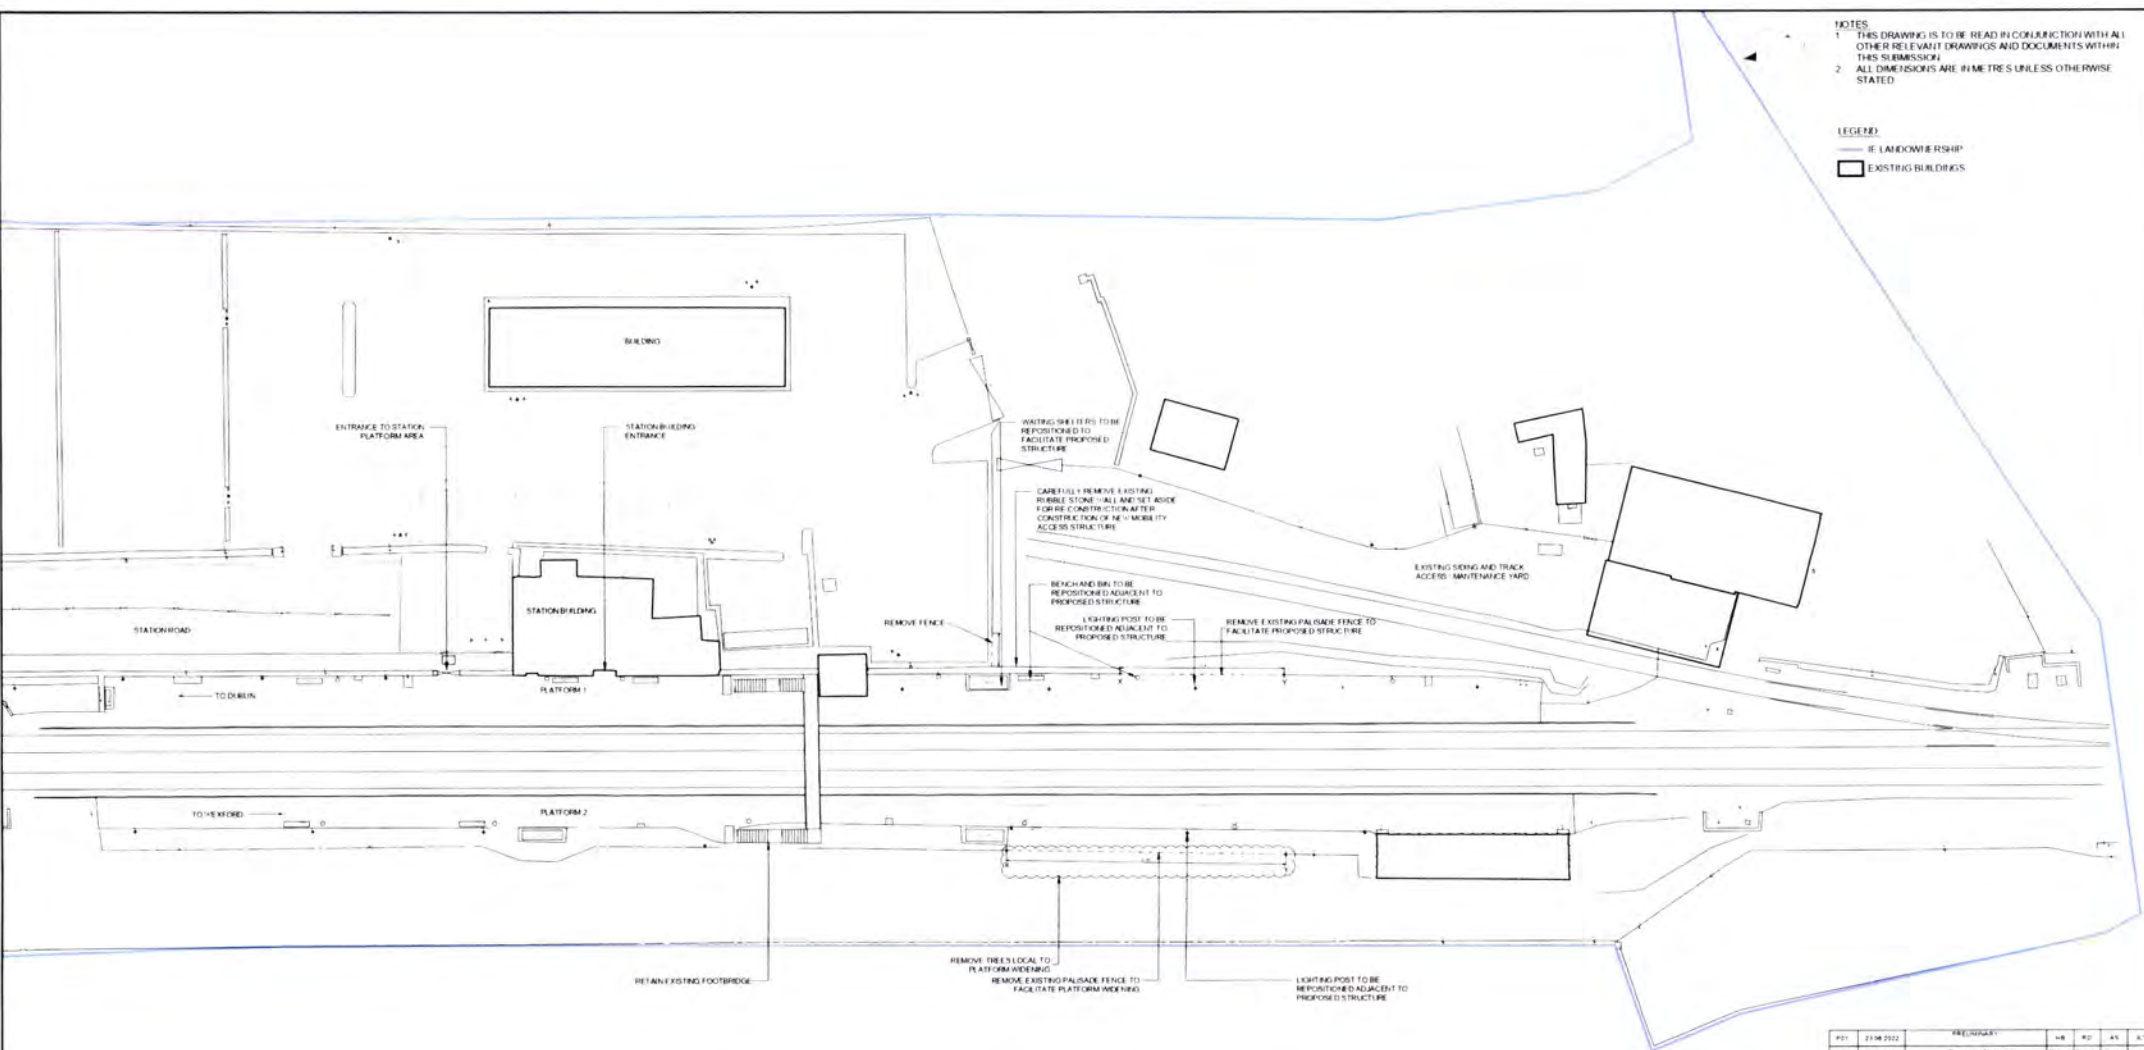 NOTES
1 THIS DRAWING IS TO BE READ IN CONJUNCTION WITH ALL
OTHER RELEVANT DRAWINGS AND DOCUMENTS WITHIN
THIS SUBMISSION
2 ALL DIMENSIONS ARE IN METRES UNLESS OTHERWISE
STATED
LEGEND
IE LANDOWNERSHIP
EXISTING BUILDINGS
BUILDING
ENTRANCE TO STATION
PLATFORM AREA
STATION BUILDING
ENTRANCE
WAITING SHELTERS TO BE
REPOSITIONED TO
FACILITATE PROPOSED
STRUCTURE
CAREFULLY REMOVE EXISTING
RUBBLE STONE WALL AND SET ASIDE
FOR RE-CONSTRUCTION AFTER
CONSTRUCTION OF NEW MOBILITY
ACCESS STRUCTURE
EXISTING SIDING AND TRACK
ACCESS - MAINTENANCE YARD
BENCH AND BIN TO BE
REPOSITIONED ADJACENT TO
PROPOSED STRUCTURE
STATION BUILDING
STATION ROAD
REMOVE FENCE
LIGHTING POST TO BE
REPOSITIONED ADJACENT TO
PROPOSED STRUCTURE
REMOVE EXISTING PALISADE FENCE TO
FACILITATE PROPOSED STRUCTURE
X
Y
TO DUBLIN
PLATFORM 1
TO WEXFORD
PLATFORM 2
RETAIN EXISTING FOOTBRIDGE
REMOVE TREES LOCAL TO
PLATFORM WIDENING
REMOVE EXISTING PALISADE FENCE TO
FACILITATE PLATFORM WIDENING
LIGHTING POST TO BE
REPOSITIONED ADJACENT TO
PROPOSED STRUCTURE
P01 23.08.2022 PRELIMINARY HB RD AS